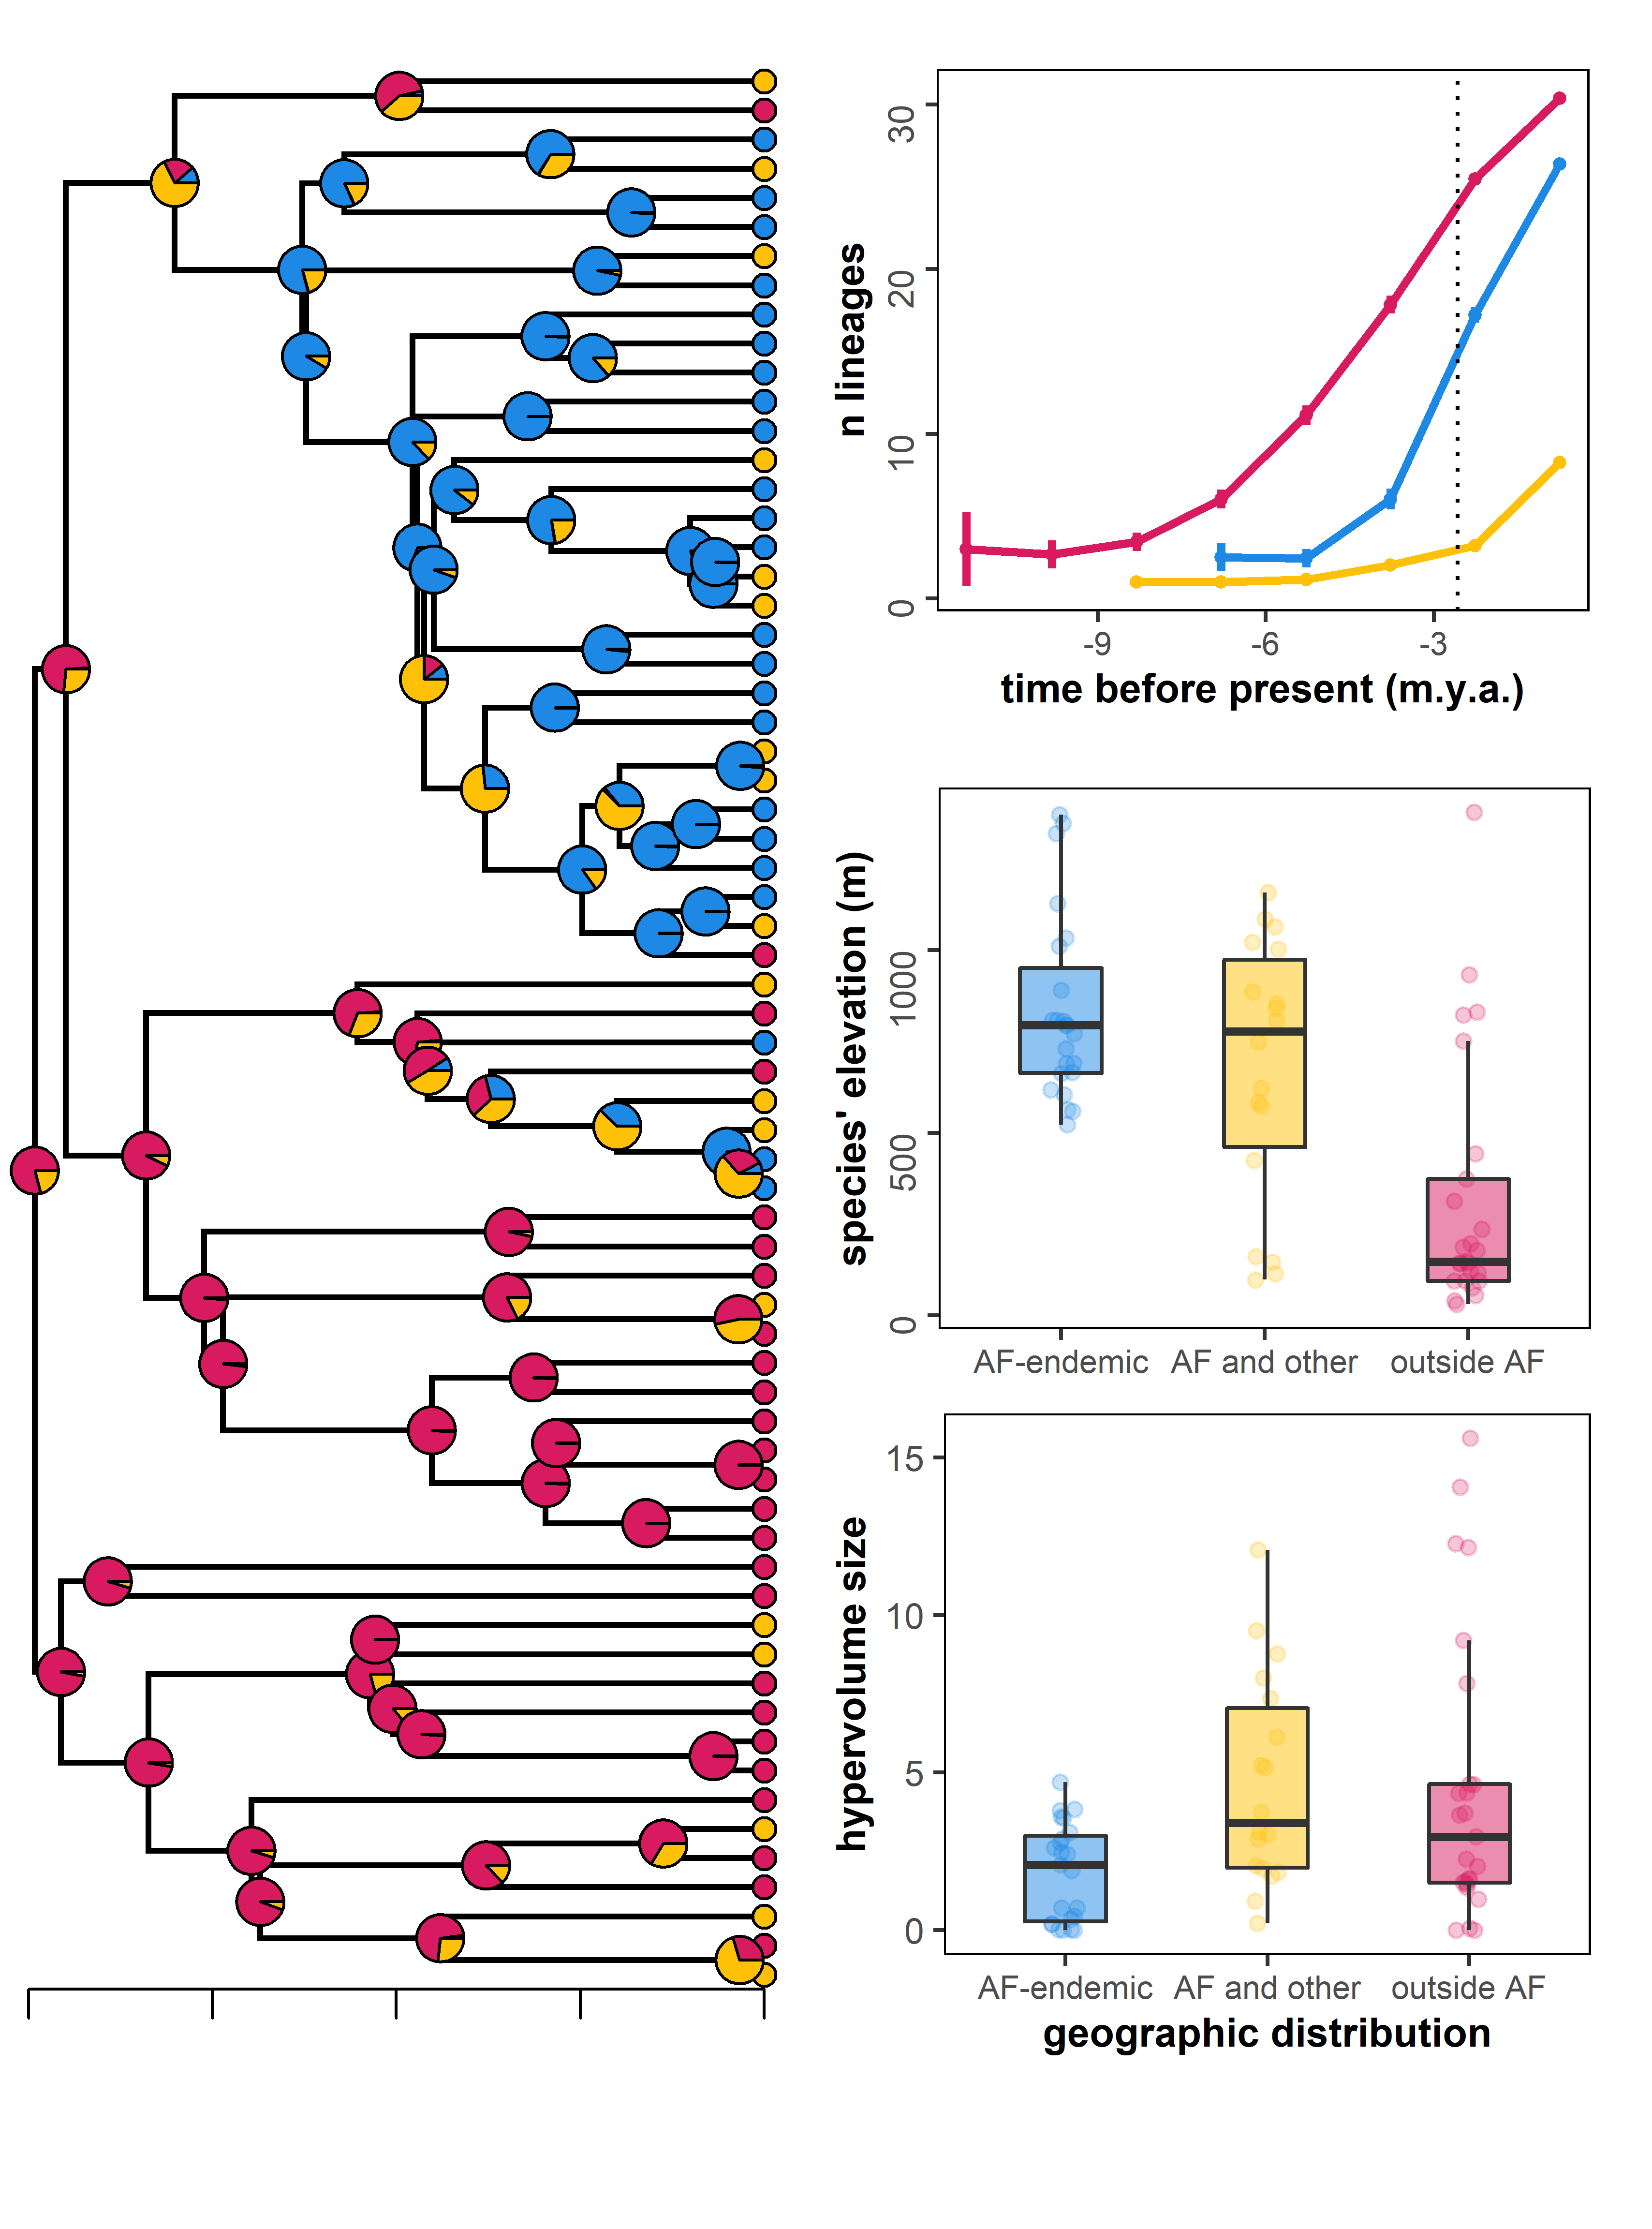 n lineages
30
20
10
0
-9
-6
-3
time before present (m.y.a.)
species' elevation (m)
1000
500
0
AF-endemic
AF and other
outside AF
hypervolume size
15
10
5
0
AF-endemic
AF and other
outside AF
geographic distribution